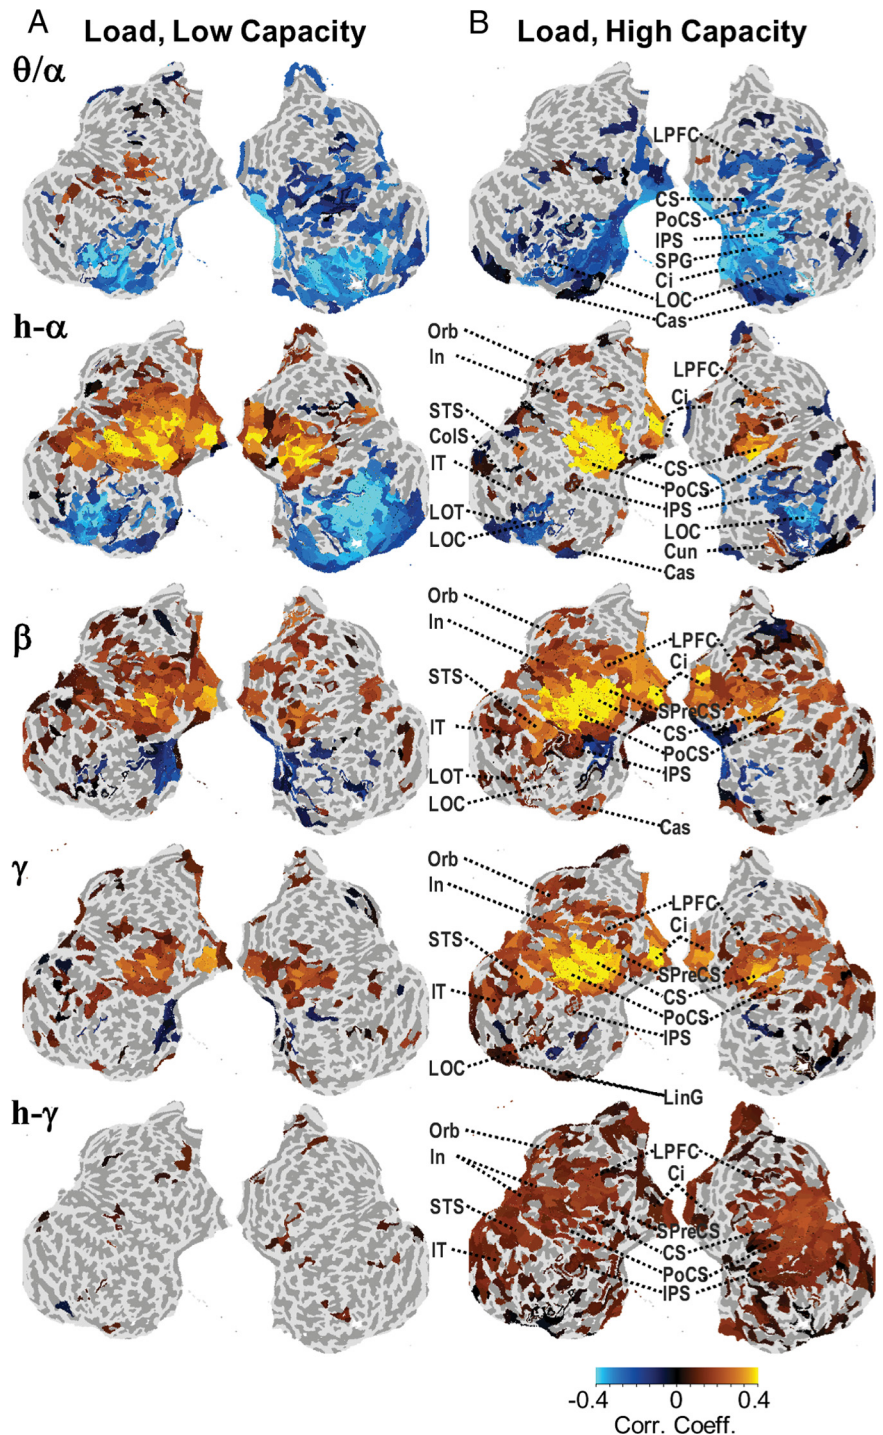 A Load, Low Capacity B Load, High Capacity
θ/α
LPFC
CS
PoCS
IPS
SPG
Ci
LOC
Cas
h-α
Orb
In
LPFC
Ci
STS
ColS
IT
CS
PoCS
IPS
LOT
LOC
LOC
Cun
Cas
β
Orb
In
LPFC
Ci
STS
SPreCS
IT
CS
PoCS
LOT
IPS
LOC
Cas
γ
Orb
In
LPFC
Ci
STS
SPreCS
IT
CS
PoCS
IPS
LOC
LinG
h-γ
Orb
In
LPFC
Ci
STS
SPreCS
IT
CS
PoCS
IPS
-0.4 0 0.4
Corr. Coeff.